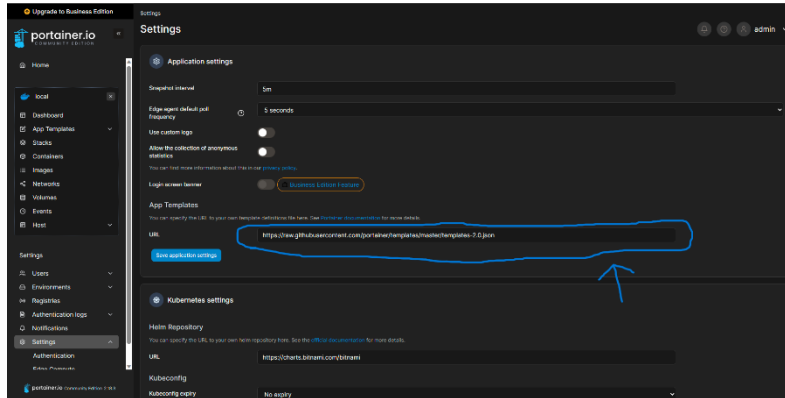 Upgrade to Business Edition
portainer.io
COMMUNITY EDITION
Home
local
Dashboard
App Templates
Stacks
Containers
Images
Networks
Volumes
Events
Host
Settings
Users
Environments
Registries
Authentication logs
Notifications
Settings
Authentication
Edge Compute
portainer.io Community Edition
Settings
Settings
admin
Application settings
Snapshot interval
5m
Edge agent default poll
frequency
5 seconds
Use custom logo
Allow the collection of anonymous
statistics
You can find more information about this in our privacy policy.
Login screen banner
Business Edition Feature
App Templates
You can specify the URL to your own template definitions file here. See Portainer documentation for more details.
URL
https://raw.githubusercontent.com/portainer/templates/master/templates-2.0.json
Save application settings
Kubernetes settings
Helm Repository
You can specify the URL to your own helm repository here. See the official documentation for more details.
URL
https://charts.bitnami.com/bitnami
Kubeconfig
Kubeconfig expiry
No expiry